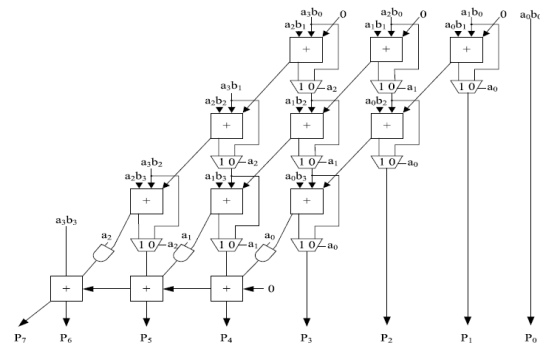 a₃b₀ 0 a₂b₀ 0 a₁b₀ 0 a₀b₀
a₂b₁ a₁b₁ a₀b₁
+ + +
a₃b₁ 1 0 a₂ 1 0 a₁ 1 0 a₀
a₂b₂ a₁b₂ a₀b₂
+ + +
a₃b₂ 1 0 a₂ 1 0 a₁ 1 0 a₀
a₂b₃ a₁b₃ a₀b₃
+ + +
a₃b₃ a₂ 1 0 a₂ a₁ 1 0 a₁ a₀ 1 0 a₀
+ + + 0
P₇ P₆ P₅ P₄ P₃ P₂ P₁ P₀